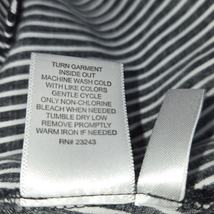 TURN GARMENT
INSIDE OUT
MACHINE WASH COLD
WITH LIKE COLORS
GENTLE CYCLE
ONLY NON-CHLORINE
BLEACH WHEN NEEDED
TUMBLE DRY LOW
REMOVE PROMPTLY
WARM IRON IF NEEDED
RN# 23243